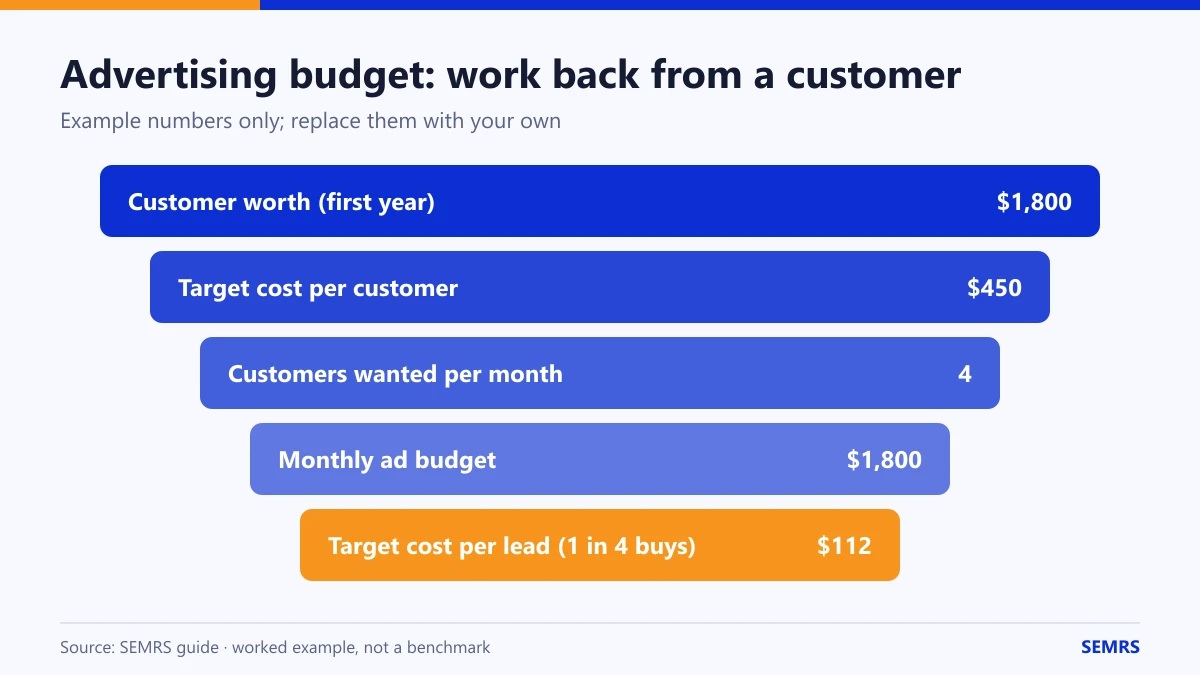 Advertising budget: work back from a customer
Example numbers only; replace them with your own
Customer worth (first year) $1,800
Target cost per customer $450
Customers wanted per month 4
Monthly ad budget $1,800
Target cost per lead (1 in 4 buys) $112
Source: SEMRS guide · worked example, not a benchmark SEMRS